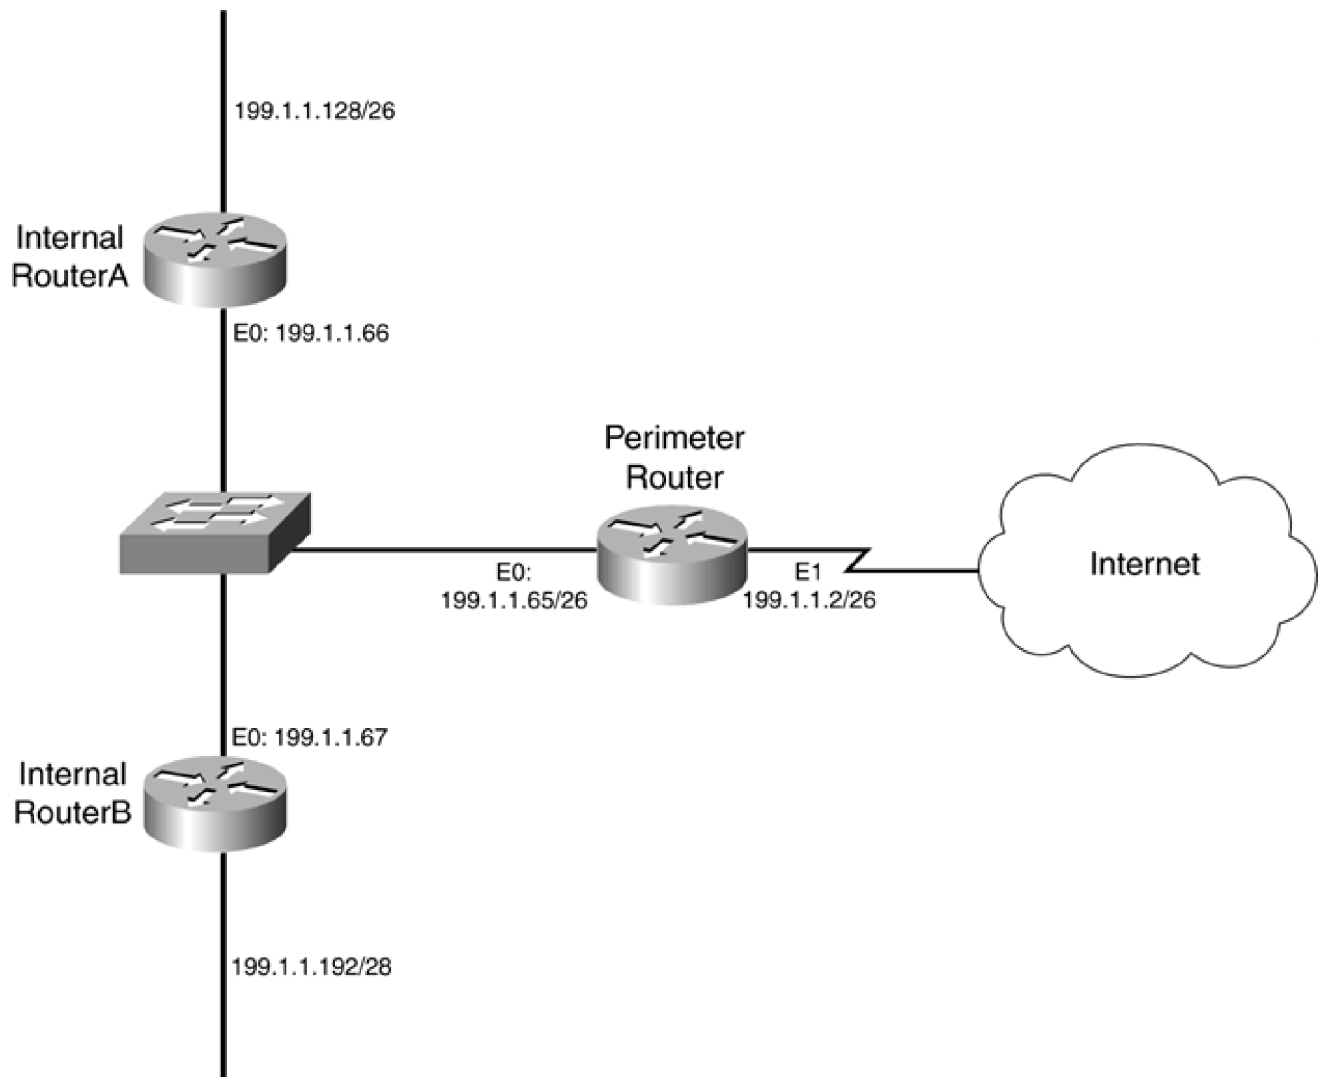 199.1.1.128/26
Internal
RouterA
E0: 199.1.1.66
Perimeter
Router
Internet
E0:
199.1.1.65/26
E1
199.1.1.2/26
E0: 199.1.1.67
Internal
RouterB
199.1.1.192/28